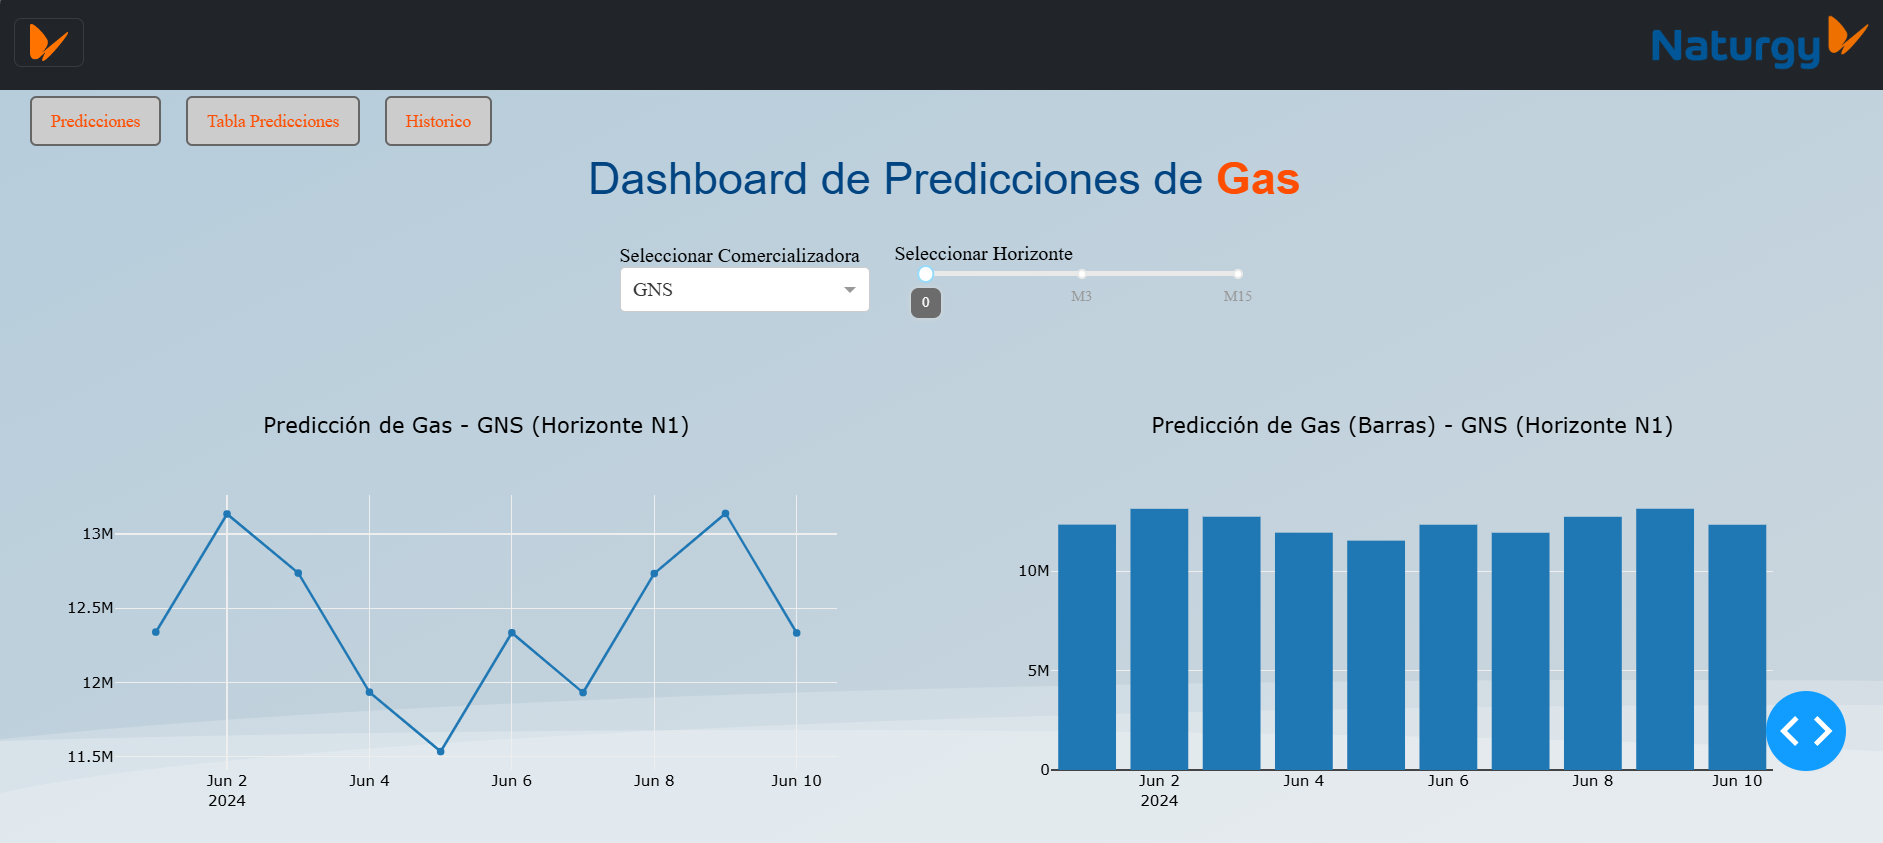 Naturgy
Predicciones
Tabla Predicciones
Historico
Dashboard de Predicciones de Gas
Seleccionar Comercializadora
GNS
Seleccionar Horizonte
0
M3
M15
Predicción de Gas - GNS (Horizonte N1)
13M
12.5M
12M
11.5M
Jun 2
2024
Jun 4
Jun 6
Jun 8
Jun 10
Predicción de Gas (Barras) - GNS (Horizonte N1)
10M
5M
0
Jun 2
2024
Jun 4
Jun 6
Jun 8
Jun 10